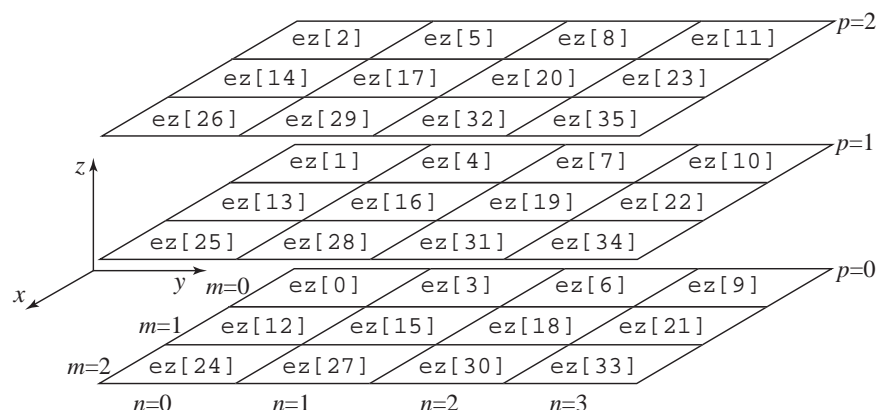 p=2
ez[2] ez[5] ez[8] ez[11]
ez[14] ez[17] ez[20] ez[23]
ez[26] ez[29] ez[32] ez[35]
p=1
ez[1] ez[4] ez[7] ez[10]
ez[13] ez[16] ez[19] ez[22]
ez[25] ez[28] ez[31] ez[34]
z
y
x
p=0
m=0 ez[0] ez[3] ez[6] ez[9]
m=1 ez[12] ez[15] ez[18] ez[21]
m=2 ez[24] ez[27] ez[30] ez[33]
n=0 n=1 n=2 n=3